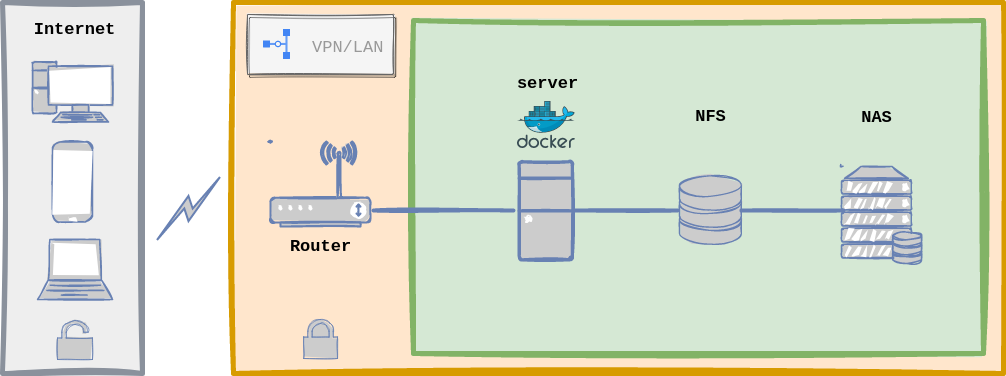 Internet
VPN/LAN
server
docker
NFS
NAS
Router